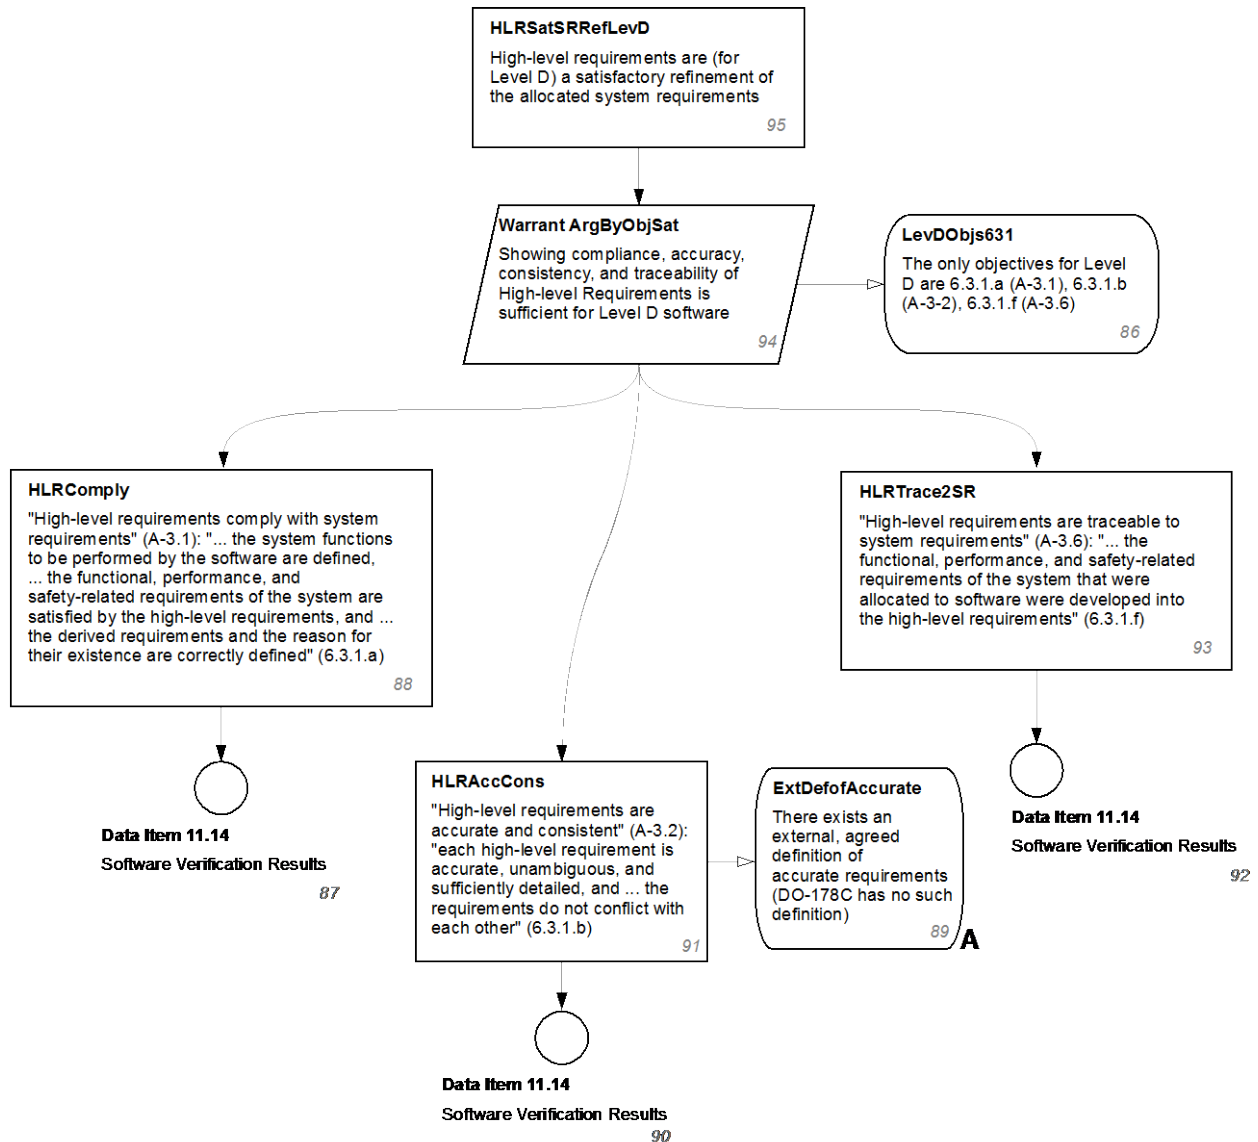 HLRSatSRRefLevD
High-level requirements are (for
Level D) a satisfactory refinement of
the allocated system requirements
95
Warrant ArgByObjSat
Showing compliance, accuracy,
consistency, and traceability of
High-level Requirements is
sufficient for Level D software
94
LevDObjs631
The only objectives for Level
D are 6.3.1.a (A-3.1), 6.3.1.b
(A-3-2), 6.3.1.f (A-3.6)
86
HLRComply
"High-level requirements comply with system
requirements" (A-3.1): "... the system functions
to be performed by the software are defined,
... the functional, performance, and
safety-related requirements of the system are
satisfied by the high-level requirements, and ...
the derived requirements and the reason for
their existence are correctly defined" (6.3.1.a)
88
HLRTrace2SR
"High-level requirements are traceable to
system requirements" (A-3.6): "... the
functional, performance, and safety-related
requirements of the system that were
allocated to software were developed into
the high-level requirements" (6.3.1.f)
93
Data Item 11.14
Software Verification Results
87
HLRAccCons
"High-level requirements are
accurate and consistent" (A-3.2):
"each high-level requirement is
accurate, unambiguous, and
sufficiently detailed, and ... the
requirements do not conflict with
each other" (6.3.1.b)
91
ExtDefofAccurate
There exists an
external, agreed
definition of
accurate requirements
(DO-178C has no such
definition)
89
A
Data Item 11.14
Software Verification Results
92
Data Item 11.14
Software Verification Results
90